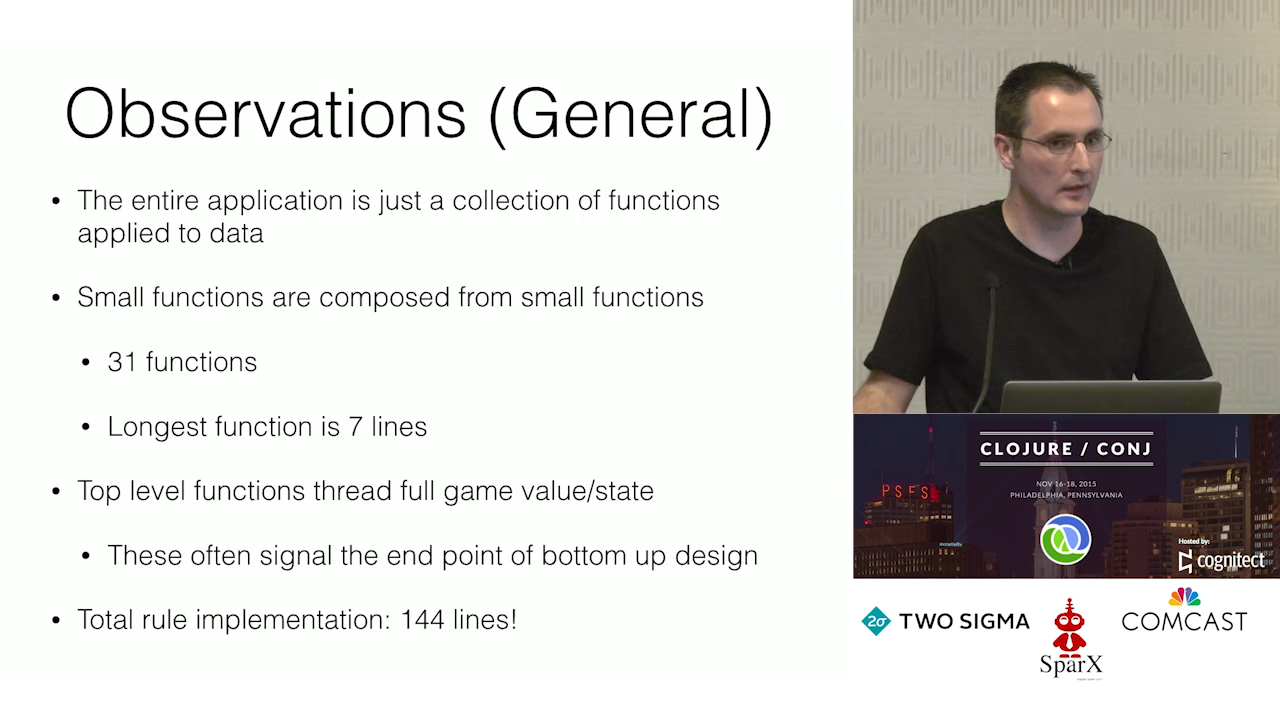 Observations (General)
• The entire application is just a collection of functions
applied to data
• Small functions are composed from small functions
• 31 functions
• Longest function is 7 lines
• Top level functions thread full game value/state
• These often signal the end point of bottom up design
• Total rule implementation: 144 lines!
CLOJURE / CONJ
NOV 16-18, 2015
PHILADELPHIA, PENNSYLVANIA
PSFS
Hosted by:
cognitect
2σ TWO SIGMA
SparX
COMCAST